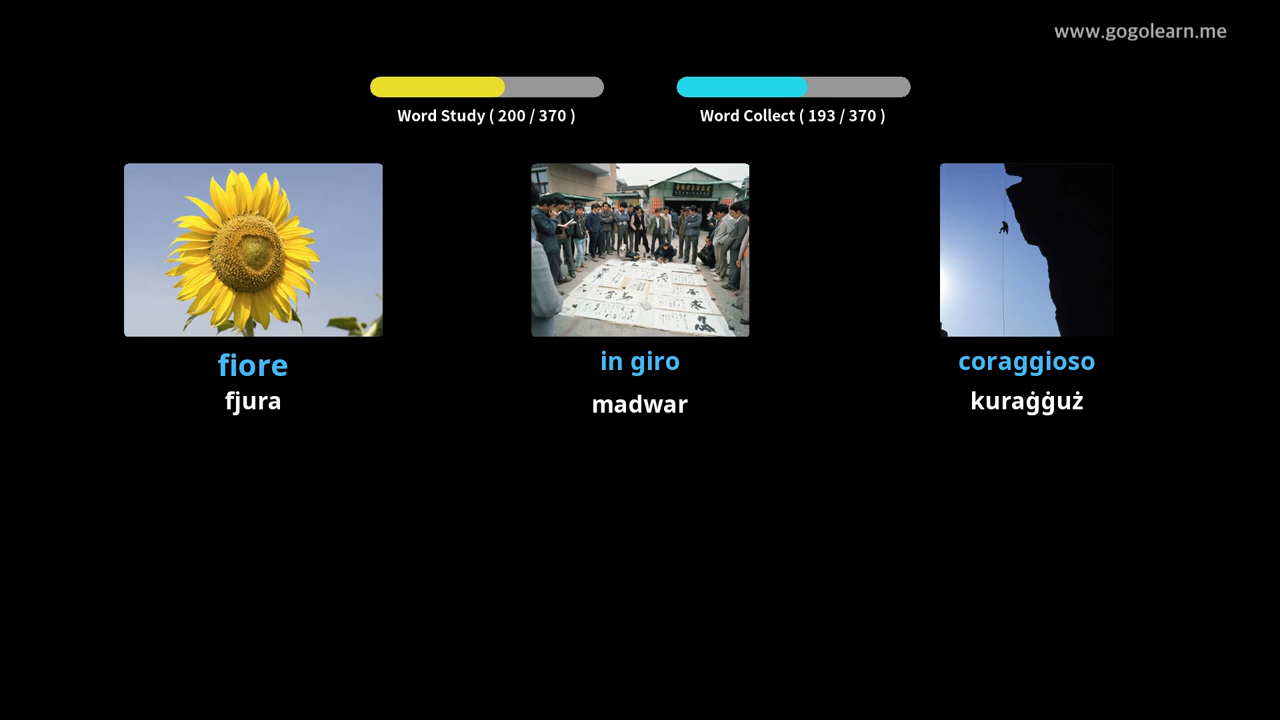 www.gogolearn.me
Word Study ( 200 / 370 )
Word Collect ( 193 / 370 )
fiore
fjura
in giro
madwar
coraggioso
kuraġġuż